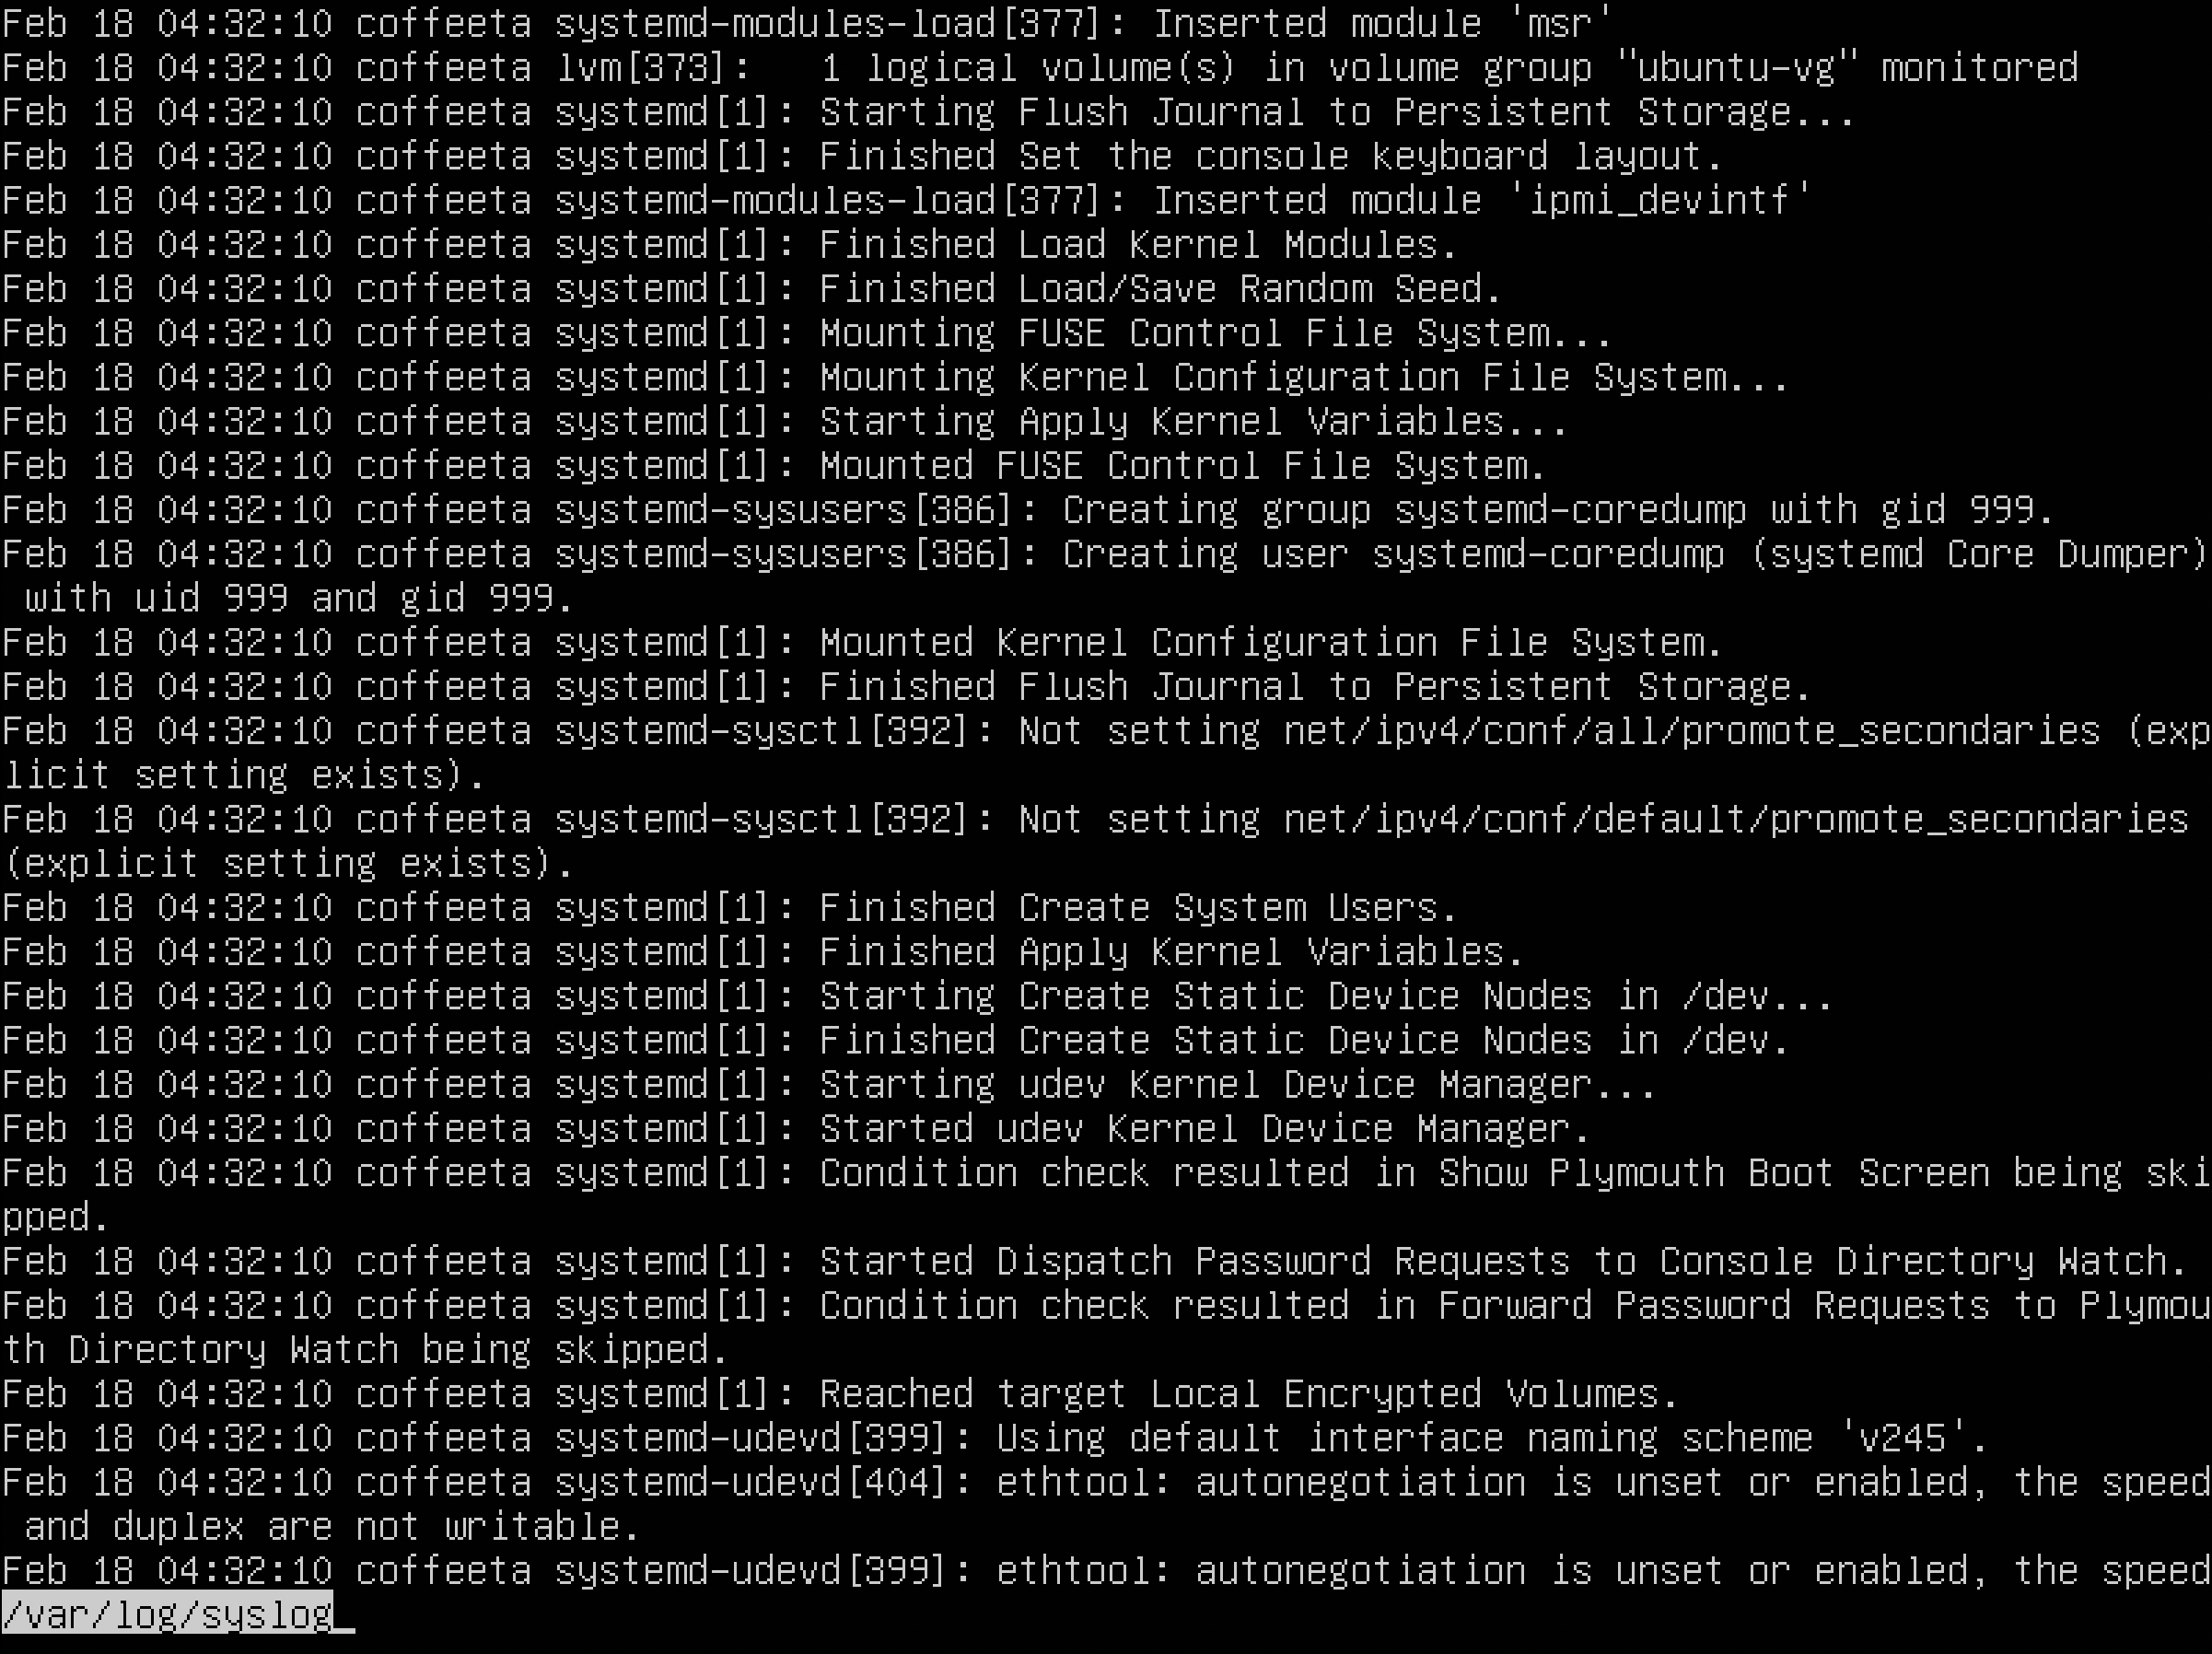 Feb 18 04:32:10 coffeeta systemd-modules-load[377]: Inserted module 'msr'
Feb 18 04:32:10 coffeeta lvm[373]:   1 logical volume(s) in volume group "ubuntu-vg" monitored
Feb 18 04:32:10 coffeeta systemd[1]: Starting Flush Journal to Persistent Storage...
Feb 18 04:32:10 coffeeta systemd[1]: Finished Set the console keyboard layout.
Feb 18 04:32:10 coffeeta systemd-modules-load[377]: Inserted module 'ipmi_devintf'
Feb 18 04:32:10 coffeeta systemd[1]: Finished Load Kernel Modules.
Feb 18 04:32:10 coffeeta systemd[1]: Finished Load/Save Random Seed.
Feb 18 04:32:10 coffeeta systemd[1]: Mounting FUSE Control File System...
Feb 18 04:32:10 coffeeta systemd[1]: Mounting Kernel Configuration File System...
Feb 18 04:32:10 coffeeta systemd[1]: Starting Apply Kernel Variables...
Feb 18 04:32:10 coffeeta systemd[1]: Mounted FUSE Control File System.
Feb 18 04:32:10 coffeeta systemd-sysusers[386]: Creating group systemd-coredump with gid 999.
Feb 18 04:32:10 coffeeta systemd-sysusers[386]: Creating user systemd-coredump (systemd Core Dumper)
 with uid 999 and gid 999.
Feb 18 04:32:10 coffeeta systemd[1]: Mounted Kernel Configuration File System.
Feb 18 04:32:10 coffeeta systemd[1]: Finished Flush Journal to Persistent Storage.
Feb 18 04:32:10 coffeeta systemd-sysctl[392]: Not setting net/ipv4/conf/all/promote_secondaries (exp
licit setting exists).
Feb 18 04:32:10 coffeeta systemd-sysctl[392]: Not setting net/ipv4/conf/default/promote_secondaries
(explicit setting exists).
Feb 18 04:32:10 coffeeta systemd[1]: Finished Create System Users.
Feb 18 04:32:10 coffeeta systemd[1]: Finished Apply Kernel Variables.
Feb 18 04:32:10 coffeeta systemd[1]: Starting Create Static Device Nodes in /dev...
Feb 18 04:32:10 coffeeta systemd[1]: Finished Create Static Device Nodes in /dev.
Feb 18 04:32:10 coffeeta systemd[1]: Starting udev Kernel Device Manager...
Feb 18 04:32:10 coffeeta systemd[1]: Started udev Kernel Device Manager.
Feb 18 04:32:10 coffeeta systemd[1]: Condition check resulted in Show Plymouth Boot Screen being ski
pped.
Feb 18 04:32:10 coffeeta systemd[1]: Started Dispatch Password Requests to Console Directory Watch.
Feb 18 04:32:10 coffeeta systemd[1]: Condition check resulted in Forward Password Requests to Plymou
th Directory Watch being skipped.
Feb 18 04:32:10 coffeeta systemd[1]: Reached target Local Encrypted Volumes.
Feb 18 04:32:10 coffeeta systemd-udevd[399]: Using default interface naming scheme 'v245'.
Feb 18 04:32:10 coffeeta systemd-udevd[404]: ethtool: autonegotiation is unset or enabled, the speed
 and duplex are not writable.
Feb 18 04:32:10 coffeeta systemd-udevd[399]: ethtool: autonegotiation is unset or enabled, the speed
/var/log/syslog